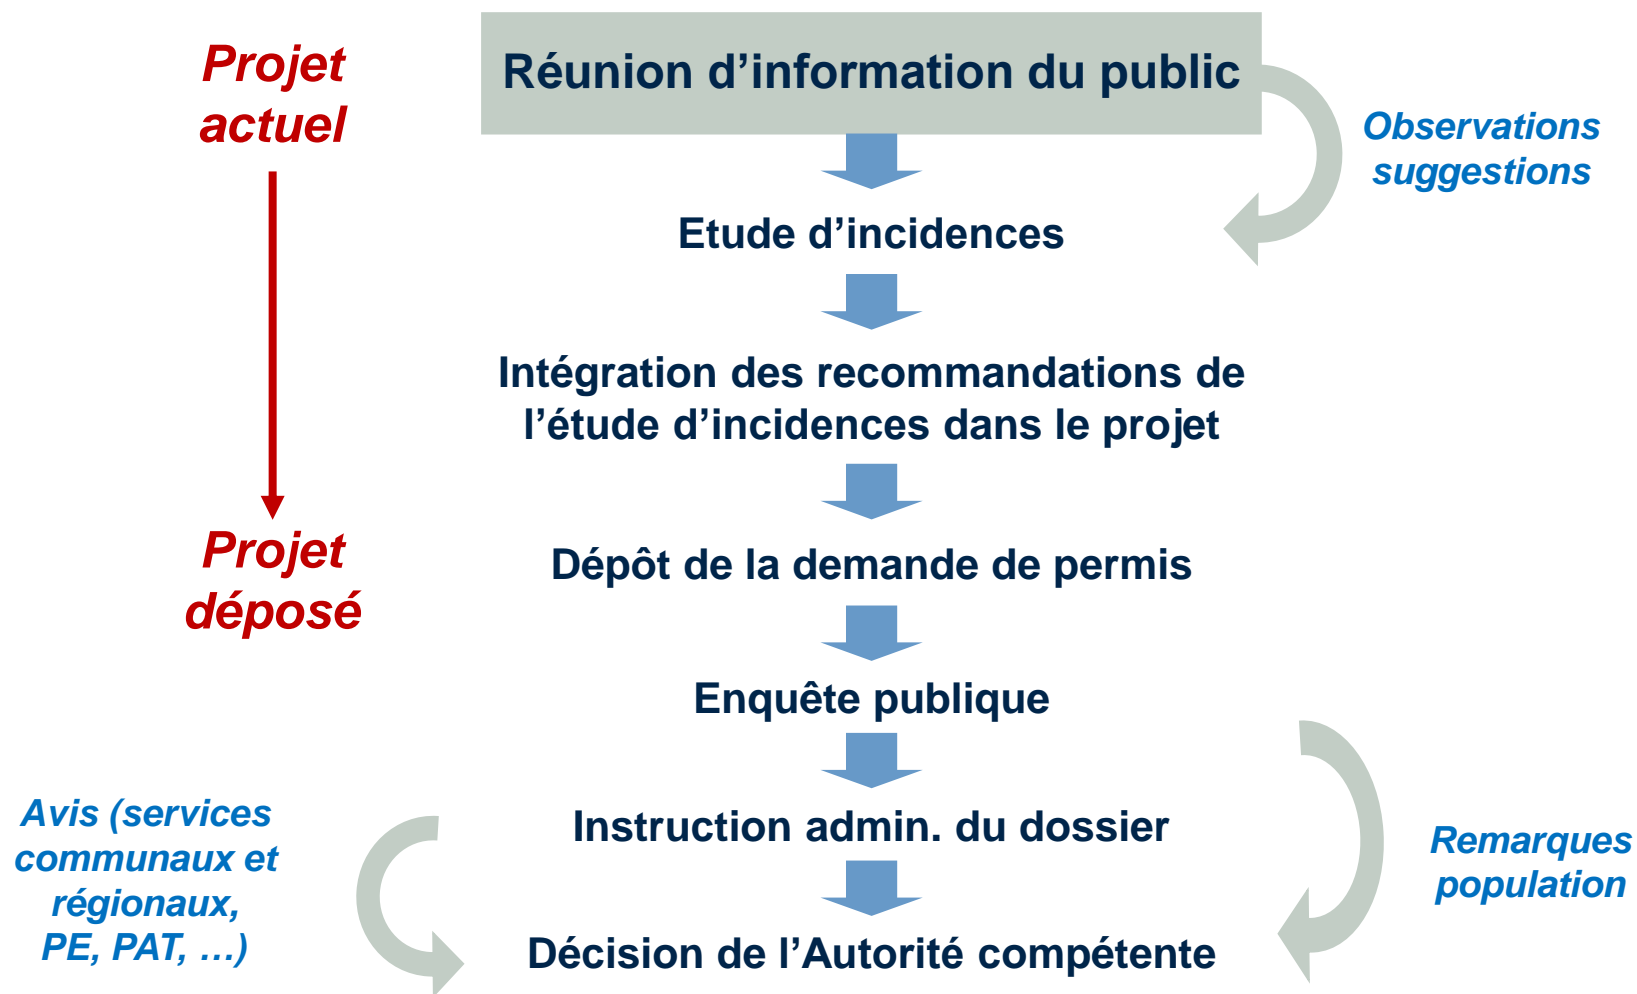 Projet
actuel
Réunion d’information du public
Observations
suggestions
Etude d’incidences
Intégration des recommandations de
l’étude d’incidences dans le projet
Projet
déposé
Dépôt de la demande de permis
Enquête publique
Avis (services
communaux et
régionaux,
PE, PAT, …)
Instruction admin. du dossier
Remarques
population
Décision de l’Autorité compétente